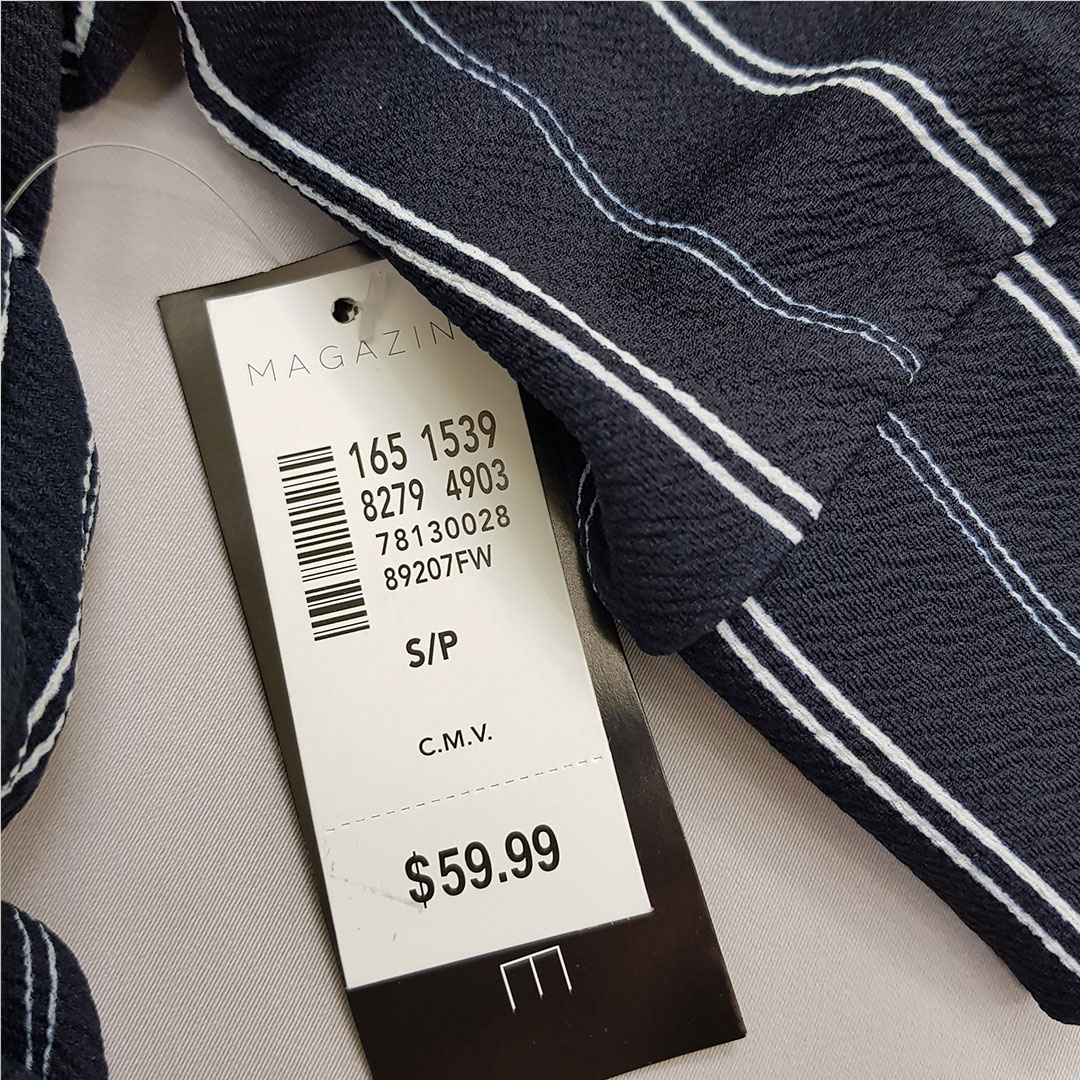 MAGAZIN
165 1539
8279 4903
78130028
89207FW
S/P
C.M.V.
$59.99